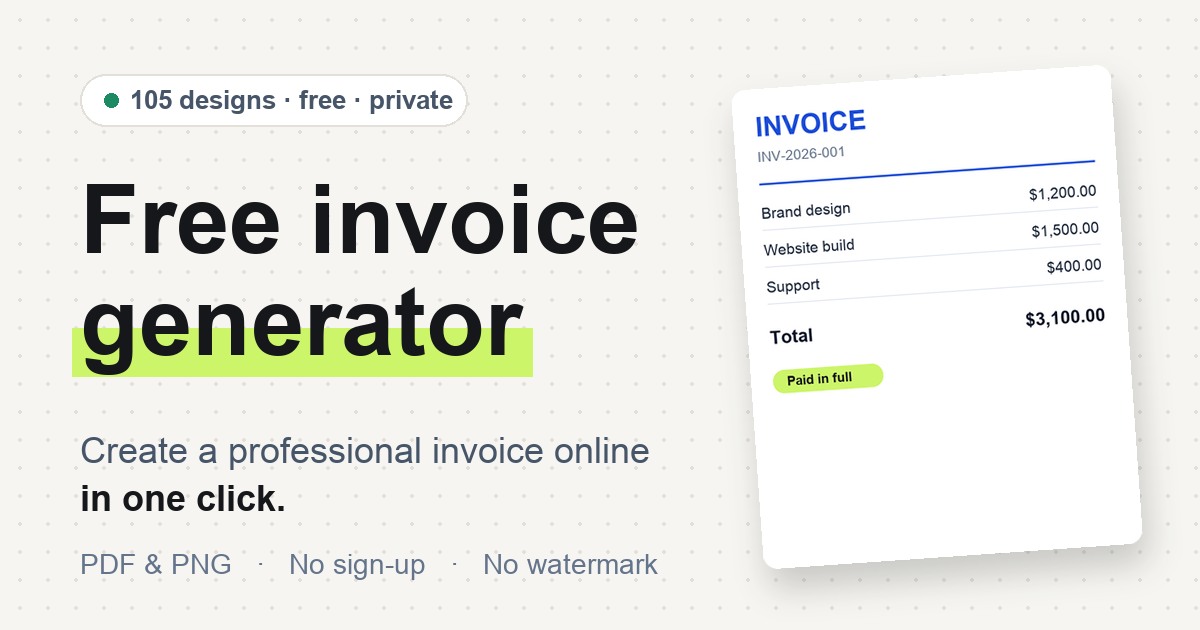 105 designs · free · private
Free invoice
generator
Create a professional invoice online
in one click.
PDF & PNG · No sign-up · No watermark
INVOICE
INV-2026-001
Brand design $1,200.00
Website build $1,500.00
Support $400.00
Total $3,100.00
Paid in full